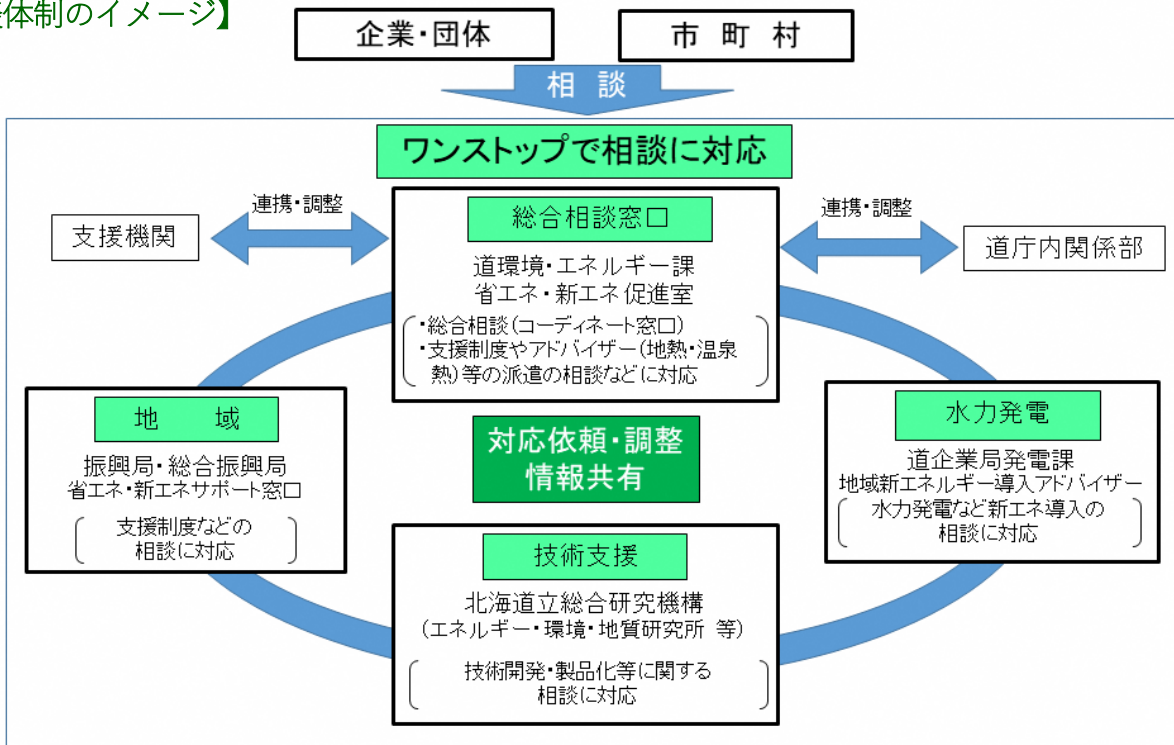 体制のイメージ】
企業・団体
市 町 村
相 談
ワンストップで相談に対応
連携・調整
連携・調整
支援機関
総合相談窓口
道庁内関係部
道環境・エネルギー課
省エネ・新エネ促進室
・総合相談(コーディネート窓口)
・支援制度やアドバイザー(地熱・温泉
熱)等の派遣の相談などに対応
地 域
振興局・総合振興局
省エネ・新エネサポート窓口
支援制度などの
相談に対応
対応依頼・調整
情報共有
水力発電
道企業局発電課
地域新エネルギー導入アドバイザー
水力発電など新エネ導入の
相談に対応
技術支援
北海道立総合研究機構
(エネルギー・環境・地質研究所 等)
技術開発・製品化等に関する
相談に対応